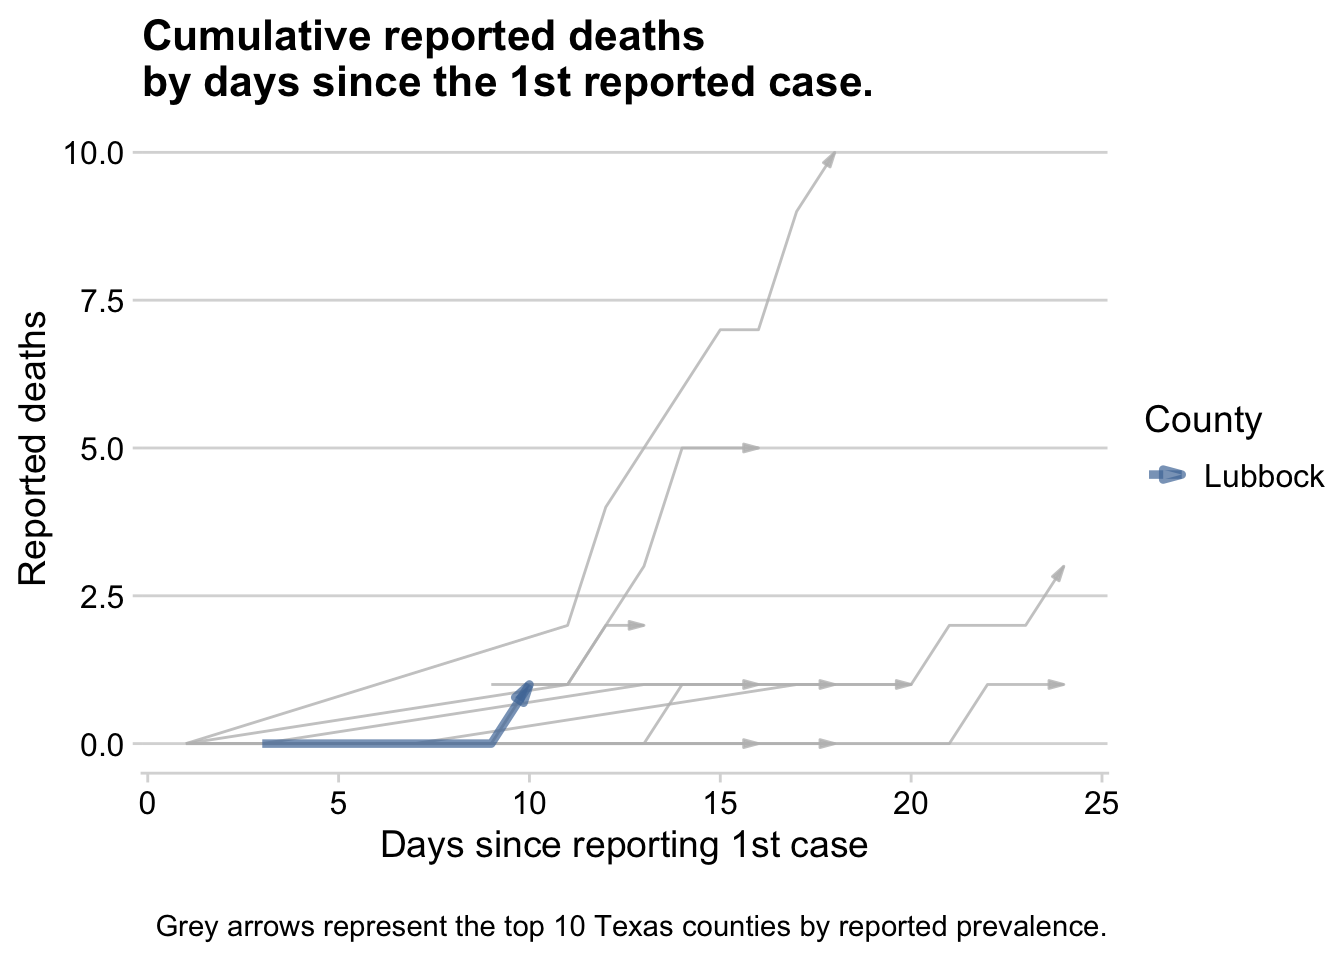 Cumulative reported deaths
by days since the 1st reported case.
10.0
7.5
5.0
2.5
0.0
Reported deaths
0 5 10 15 20 25
Days since reporting 1st case
County
Lubbock
Grey arrows represent the top 10 Texas counties by reported prevalence.